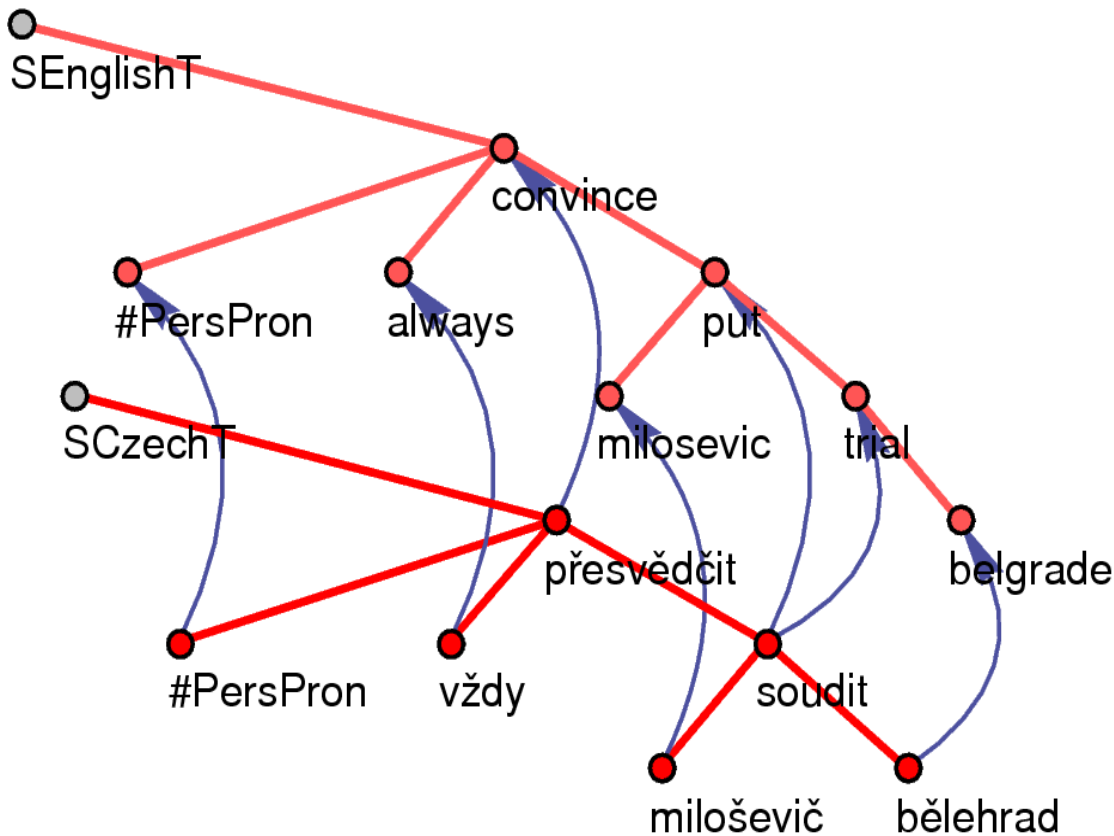 SEnglishT
convince
#PersPron always put
SCzechT milosevic trial
přesvědčit belgrade
#PersPron vždy soudit
miloševič bělehrad